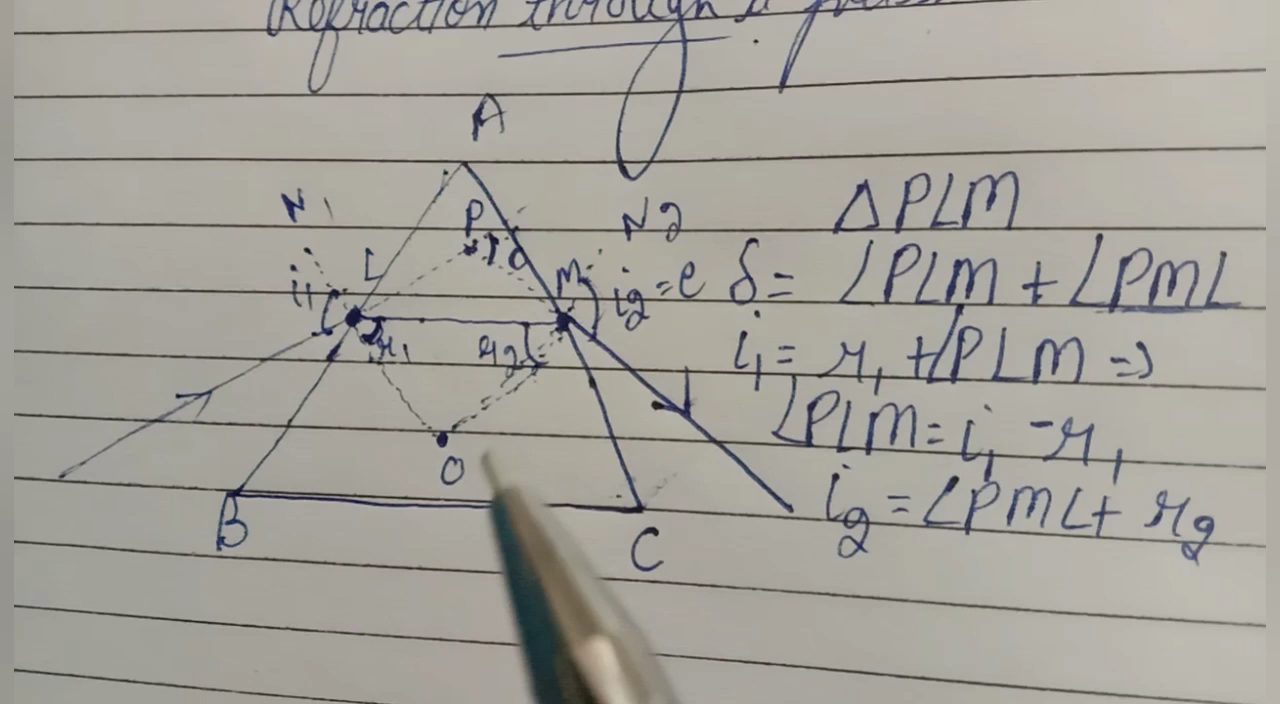 Refraction through a
A
N1
N2
ΔPLM
P
δ
L
M
i1
i2=e
δ= ∠PLM + ∠PML
r1
r2
i1= r1 +∠PLM =>
∠PLM= i1 -r1
O
i2 =∠PML+ r2
B
C